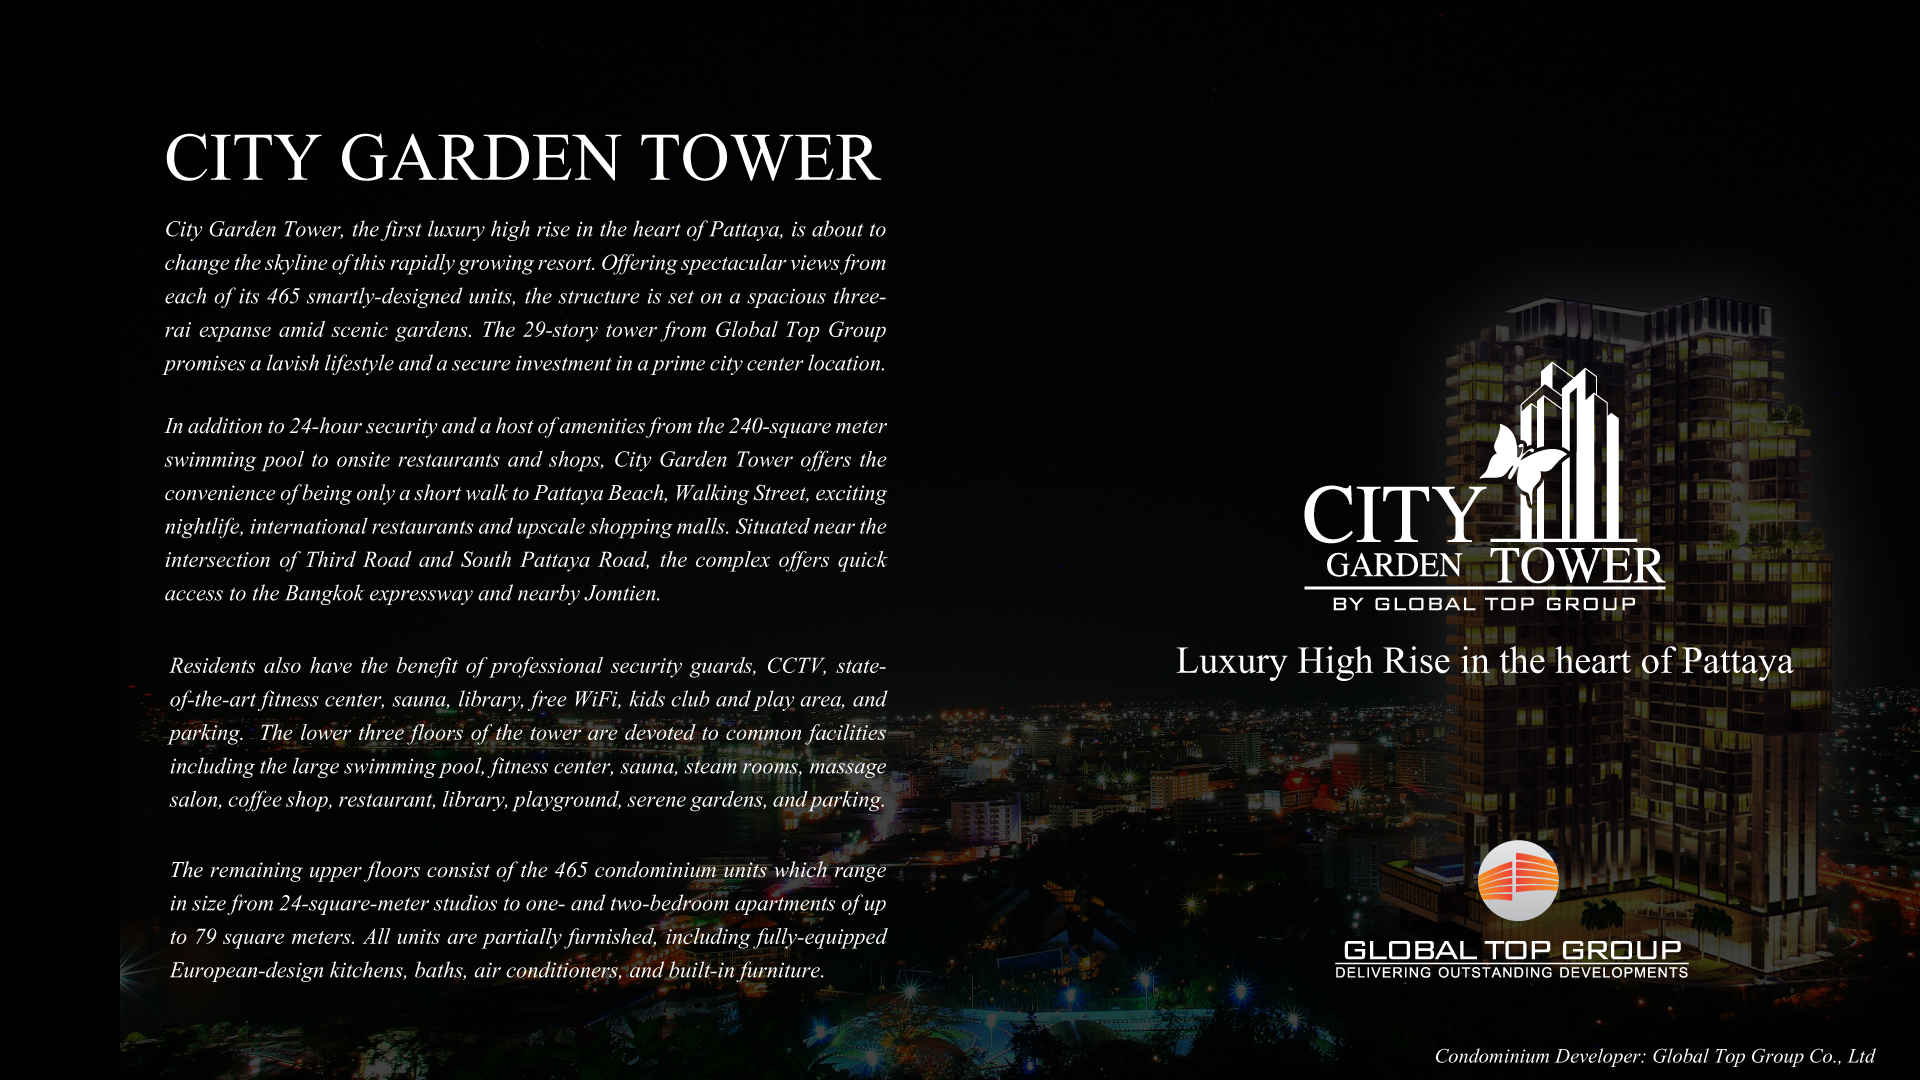 CITY GARDEN TOWER
City Garden Tower, the first luxury high rise in the heart of Pattaya, is about to
change the skyline of this rapidly growing resort. Offering spectacular views from
each of its 465 smartly-designed units, the structure is set on a spacious three-
rai expanse amid scenic gardens. The 29-story tower from Global Top Group
promises a lavish lifestyle and a secure investment in a prime city center location.
In addition to 24-hour security and a host of amenities from the 240-square meter
swimming pool to onsite restaurants and shops, City Garden Tower offers the
convenience of being only a short walk to Pattaya Beach, Walking Street, exciting
nightlife, international restaurants and upscale shopping malls. Situated near the
intersection of Third Road and South Pattaya Road, the complex offers quick
access to the Bangkok expressway and nearby Jomtien.
Residents also have the benefit of professional security guards, CCTV, state-
of-the-art fitness center, sauna, library, free WiFi, kids club and play area, and
parking. The lower three floors of the tower are devoted to common facilities
including the large swimming pool, fitness center, sauna, steam rooms, massage
salon, coffee shop, restaurant, library, playground, serene gardens, and parking.
The remaining upper floors consist of the 465 condominium units which range
in size from 24-square-meter studios to one- and two-bedroom apartments of up
to 79 square meters. All units are partially furnished, including fully-equipped
European-design kitchens, baths, air conditioners, and built-in furniture.
CITY
GARDEN TOWER
BY GLOBAL TOP GROUP
Luxury High Rise in the heart of Pattaya
GLOBAL TOP GROUP
DELIVERING OUTSTANDING DEVELOPMENTS
Condominium Developer: Global Top Group Co., Ltd